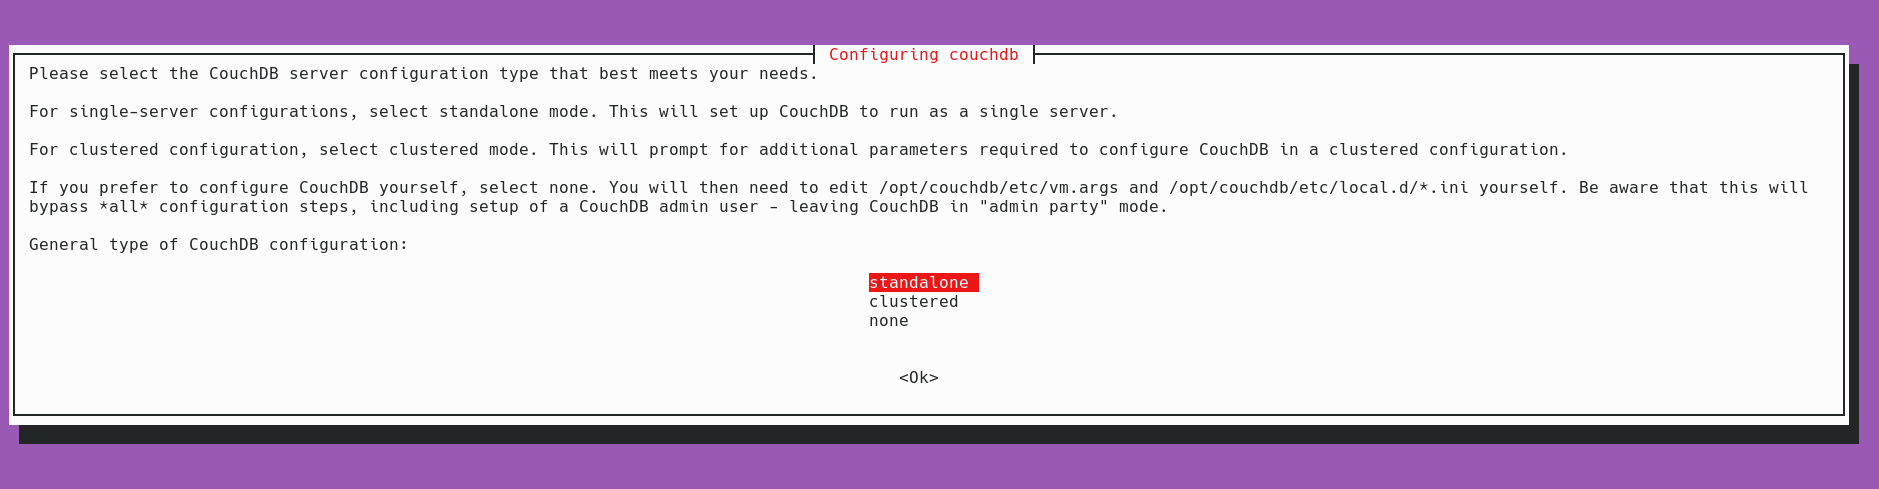 Configuring couchdb
Please select the CouchDB server configuration type that best meets your needs.
For single-server configurations, select standalone mode. This will set up CouchDB to run as a single server.
For clustered configuration, select clustered mode. This will prompt for additional parameters required to configure CouchDB in a clustered configuration.
If you prefer to configure CouchDB yourself, select none. You will then need to edit /opt/couchdb/etc/vm.args and /opt/couchdb/etc/local.d/*.ini yourself. Be aware that this will
bypass *all* configuration steps, including setup of a CouchDB admin user - leaving CouchDB in "admin party" mode.
General type of CouchDB configuration:
standalone
clustered
none
<Ok>